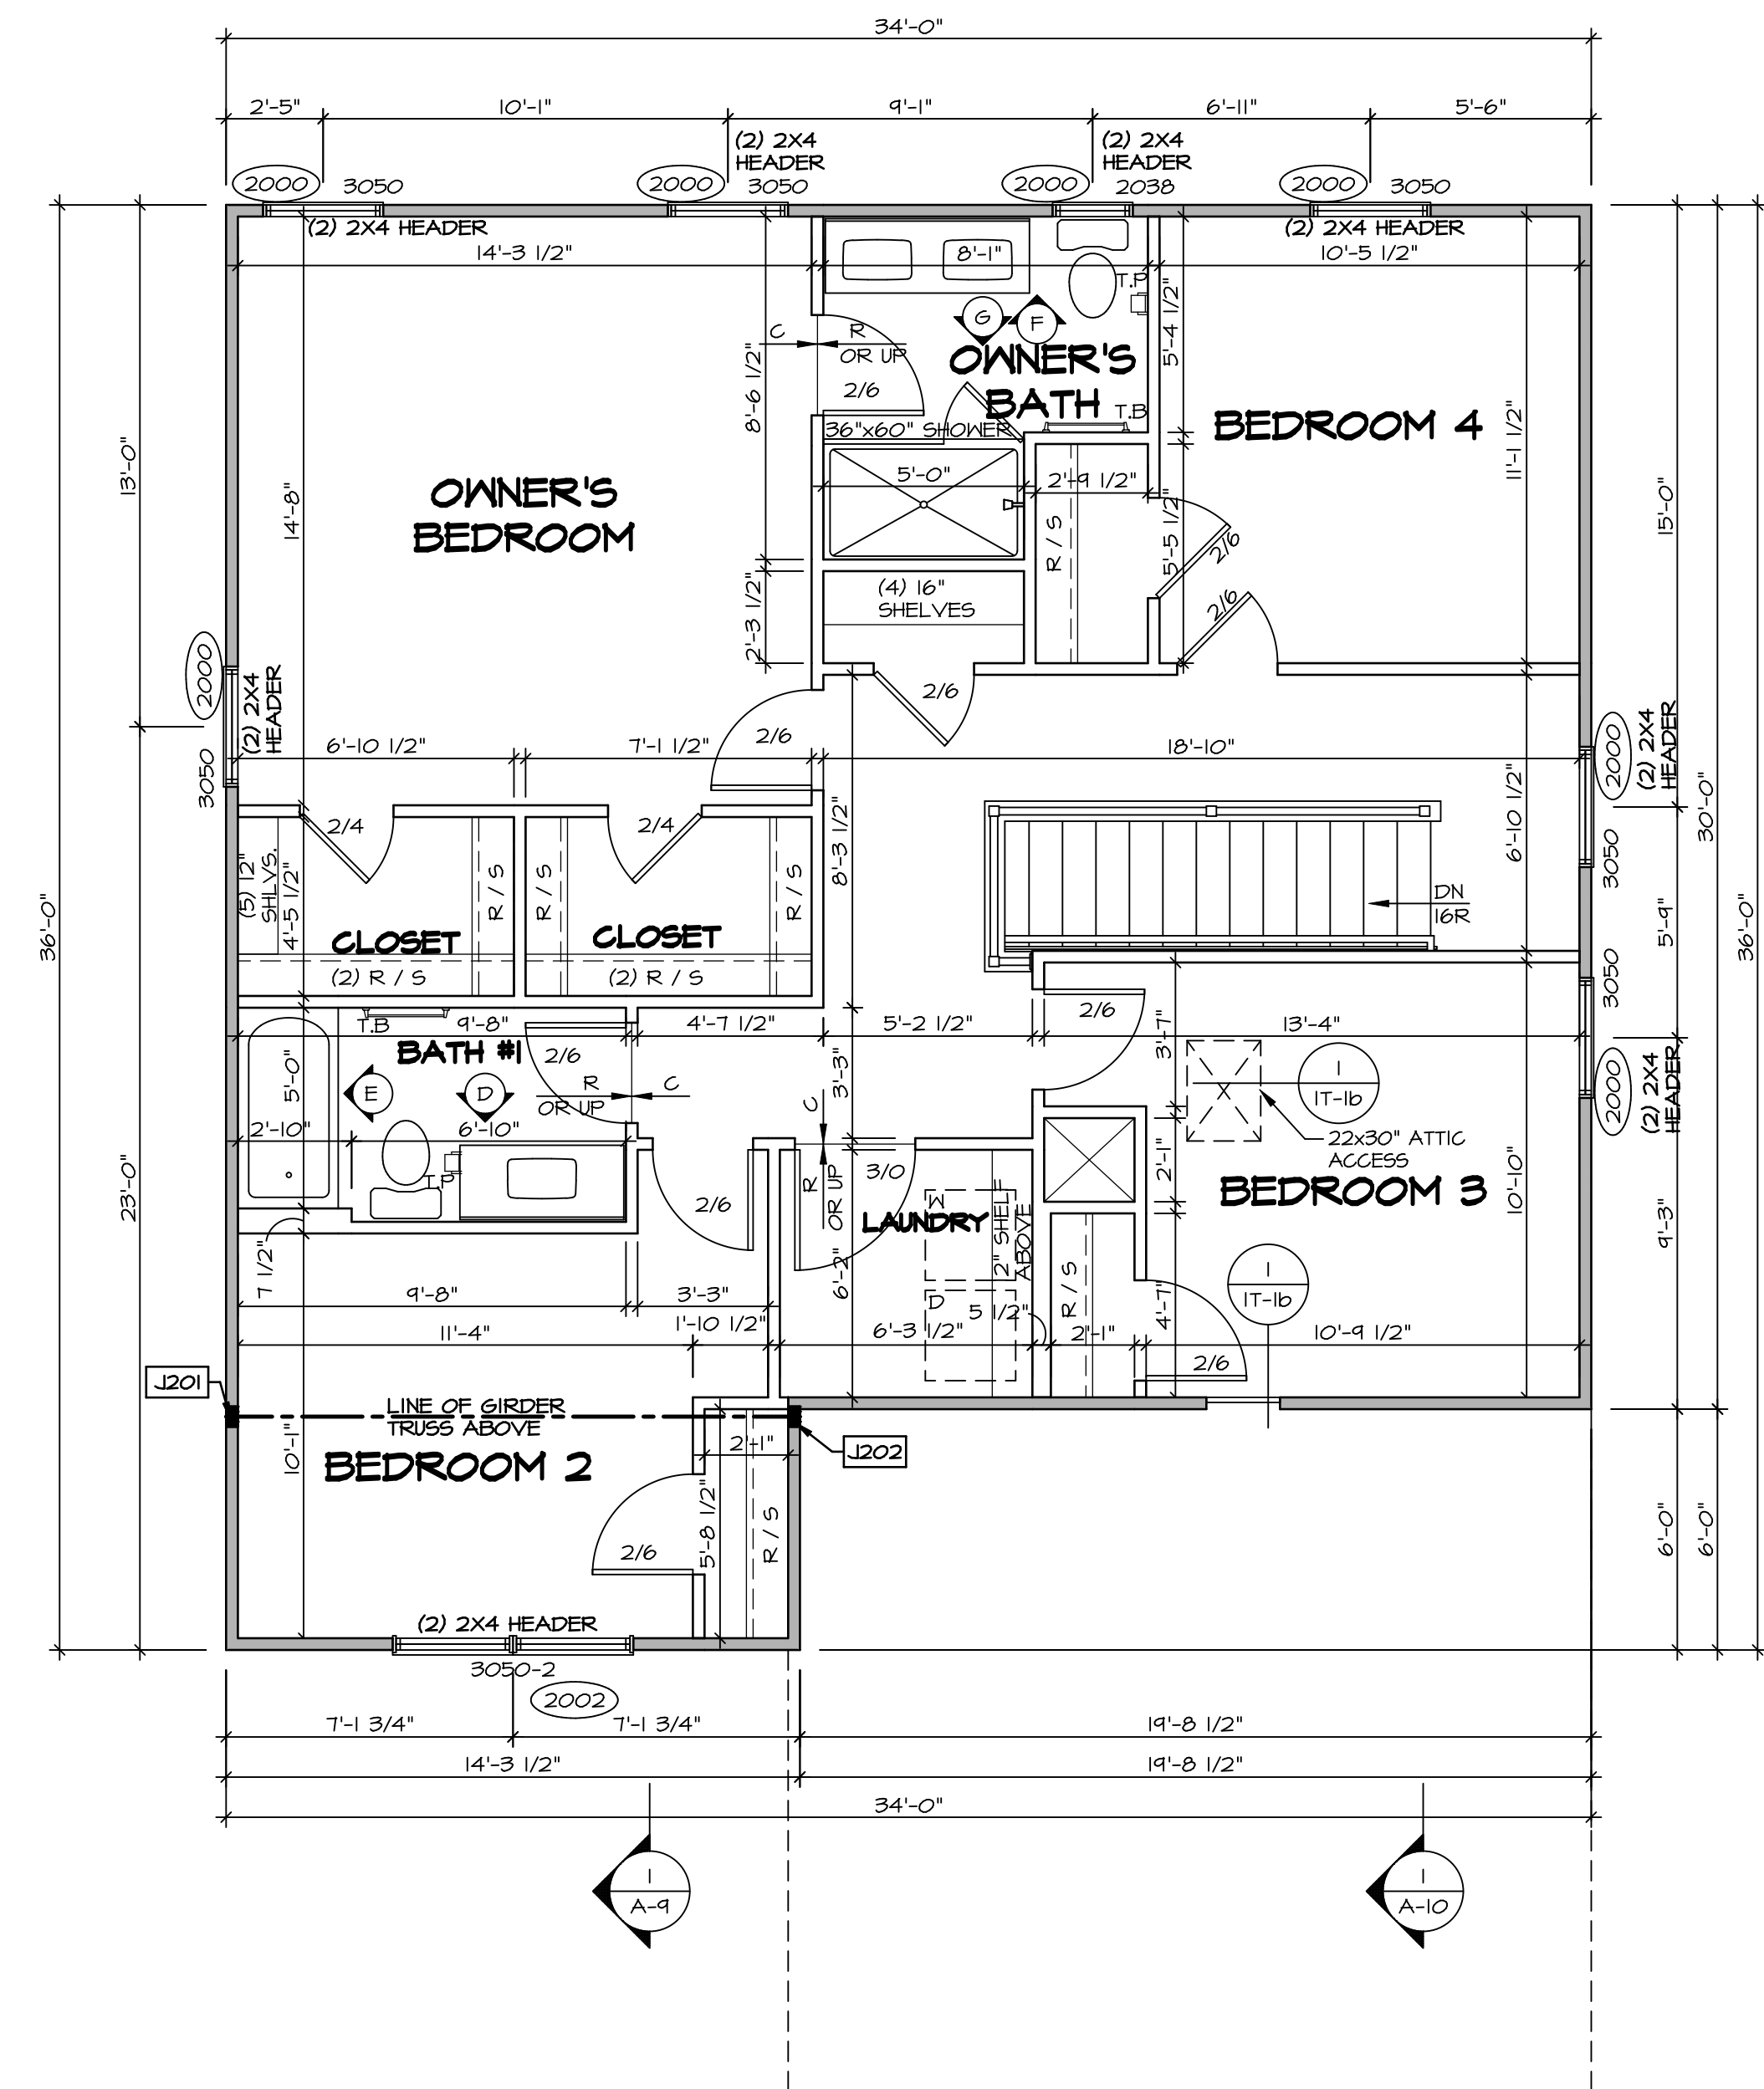 34'-0"
2'-5"
10'-1"
9'-1"
6'-11"
5'-6"
(2) 2X4
HEADER
(2) 2X4
HEADER
2000
3050
2000
3050
2000
2038
2000
3050
(2) 2X4 HEADER
(2) 2X4 HEADER
14'-3 1/2"
8'-1"
10'-5 1/2"
T.P
G
F
C
R
OR UP
2/6
OWNER'S
BATH
T.B
5'-4 1/2"
8'-6 1/2"
36"x60" SHOWER
BEDROOM 4
11'-1 1/2"
13'-0"
14'-8"
OWNER'S
BEDROOM
5'-0"
2'-9 1/2"
R / S
5'-5 1/2"
2/6
15'-0"
(4) 16"
SHELVES
2'-3 1/2"
2/6
2/6
2000
(2) 2X4
HEADER
3050
6'-10 1/2"
7'-1 1/2"
2/6
18'-10"
2000
(2) 2X4
HEADER
30'-0"
2/4
2/4
8'-3 1/2"
6'-10 1/2"
3050
(5) 12"
SHLVS.
4'-5 1/2"
R / S
R / S
R / S
CLOSET
CLOSET
(2) R / S
(2) R / S
DN
16R
36'-0"
5'-9"
36'-0"
3050
T.B
9'-8"
4'-7 1/2"
5'-2 1/2"
2/6
13'-4"
BATH #1
2/6
3'-7"
3'-3"
5'-0"
E
D
R
OR UP
C
C
1
1T-1b
2000
(2) 2X4
HEADER
2'-10"
6'-10"
22x30" ATTIC
ACCESS
T.P
2/6
R
OR UP
3/0
2'-1"
BEDROOM 3
10'-10"
23'-0"
W
LAUNDRY
2" SHELF
ABOVE
9'-3"
7 1/2"
6'-2"
R / S
1
1T-1b
9'-8"
3'-3"
D
5 1/2"
4'-7"
11'-4"
1'-10 1/2"
6'-3 1/2"
2'-1"
10'-9 1/2"
2/6
J201
LINE OF GIRDER
TRUSS ABOVE
10'-1"
BEDROOM 2
2'-1"
J202
5'-8 1/2"
R / S
2/6
6'-0"
6'-0"
(2) 2X4 HEADER
3050-2
2002
7'-1 3/4"
7'-1 3/4"
19'-8 1/2"
14'-3 1/2"
19'-8 1/2"
34'-0"
1
A-9
1
A-10